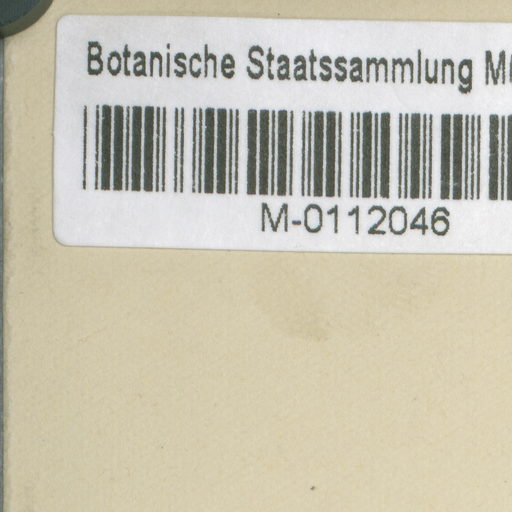 Botanische Staatssammlung
M-0112046